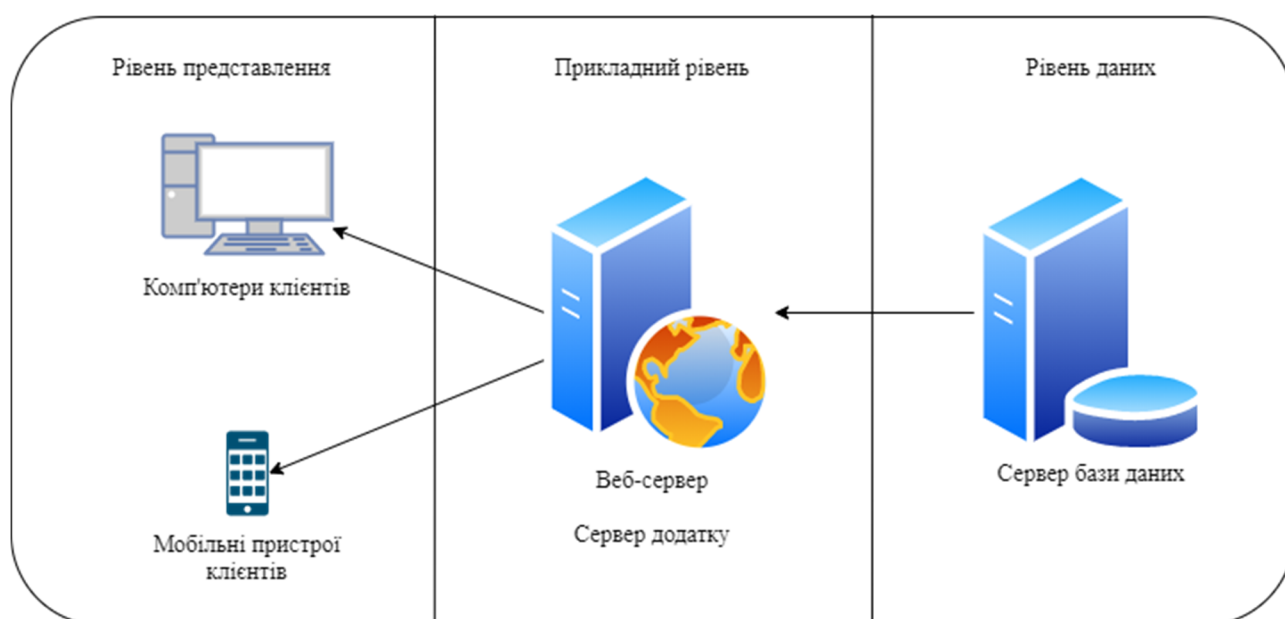 Рівень представлення
Прикладний рівень
Рівень даних
Комп'ютери клієнтів
Веб-сервер
Сервер бази даних
Сервер додатку
Мобільні пристрої
клієнтів